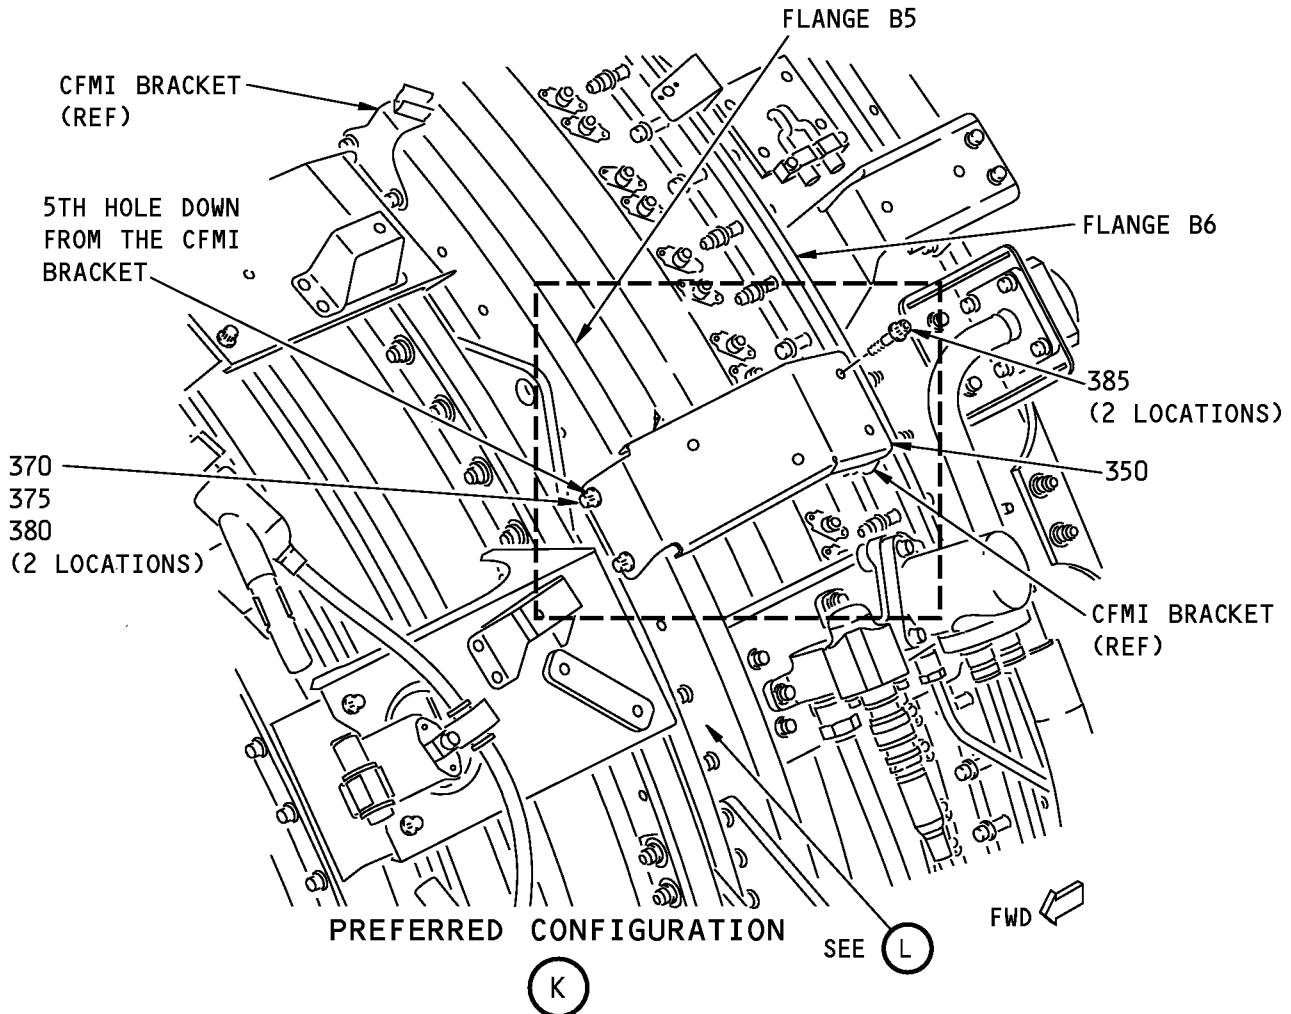 FLANGE B5
CFMI BRACKET
(REF)
5TH HOLE DOWN
FROM THE CFMI
BRACKET
FLANGE B6
385
(2 LOCATIONS)
370
375
380
(2 LOCATIONS)
350
CFMI BRACKET
(REF)
FWD
PREFERRED CONFIGURATION
SEE L
K